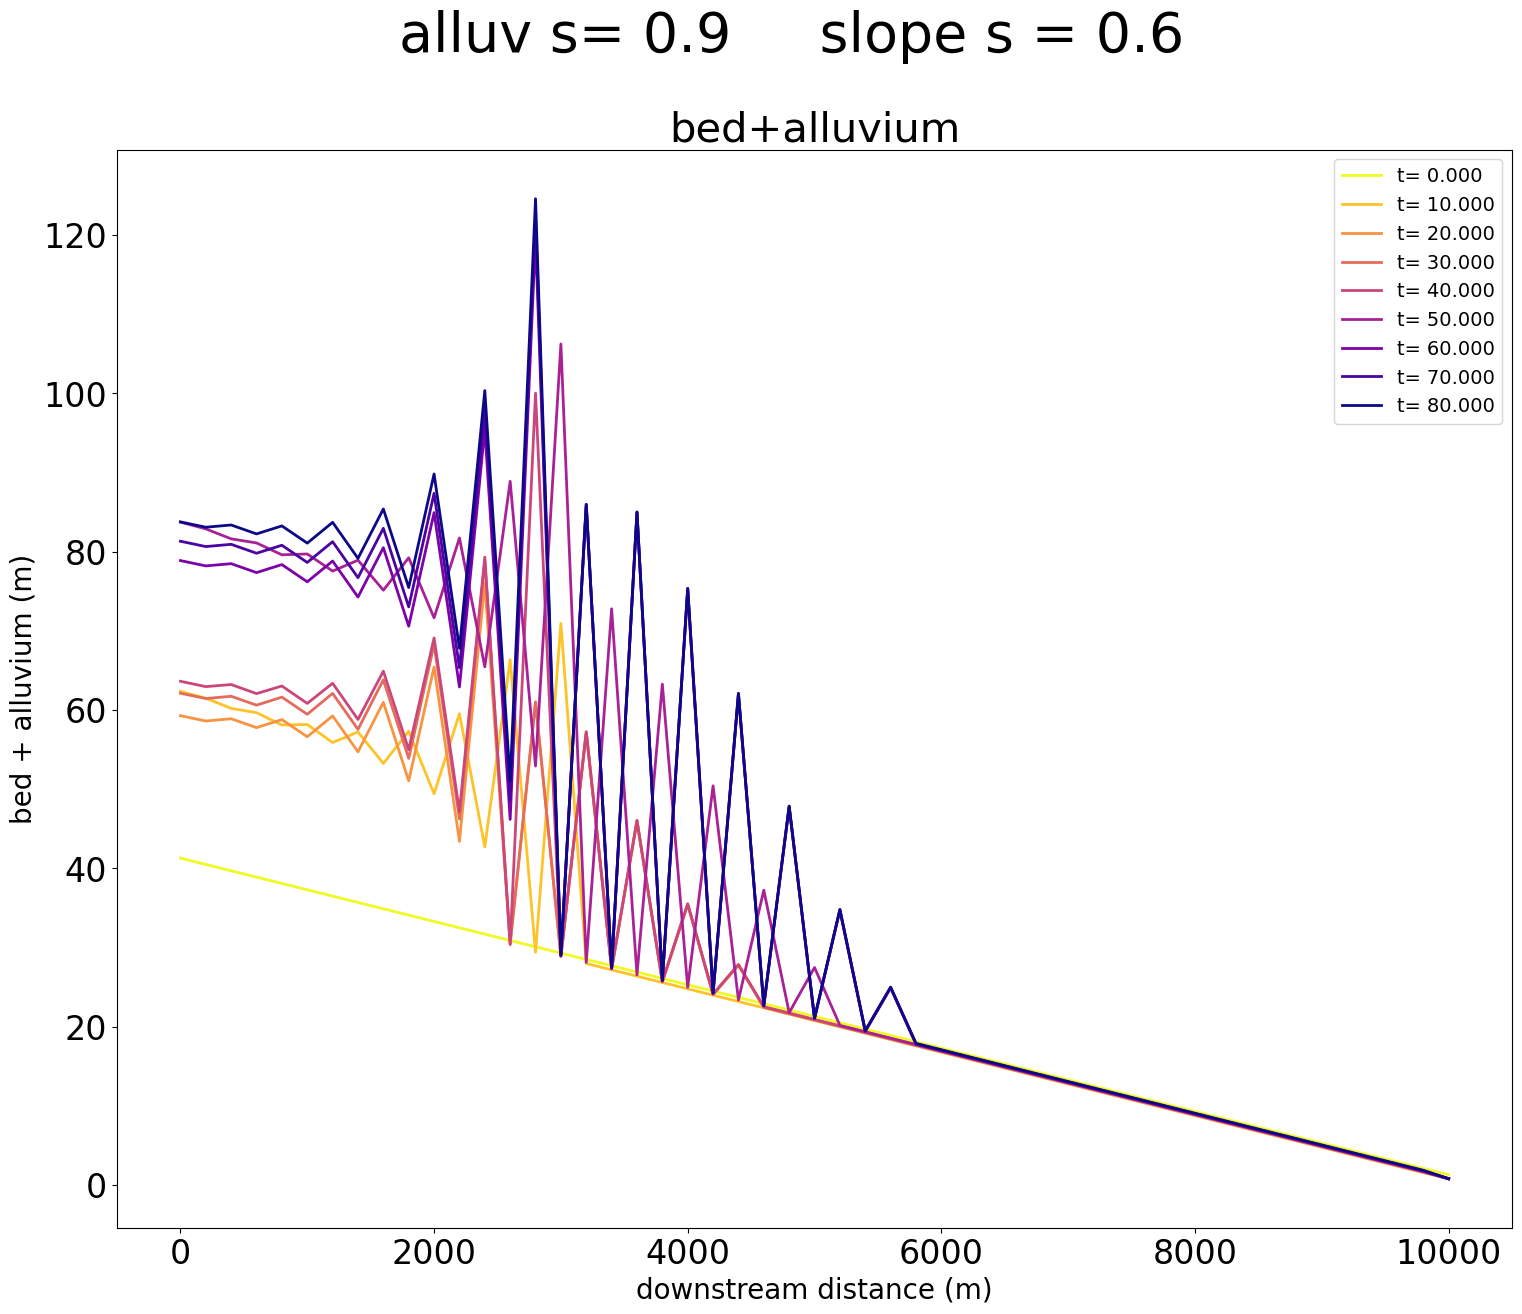 alluv s= 0.9 slope s = 0.6
bed+alluvium
t= 0.000
t= 10.000
t= 20.000
t= 30.000
t= 40.000
t= 50.000
t= 60.000
t= 70.000
t= 80.000
bed + alluvium (m)
120
100
80
60
40
20
0
0 2000 4000 6000 8000 10000
downstream distance (m)